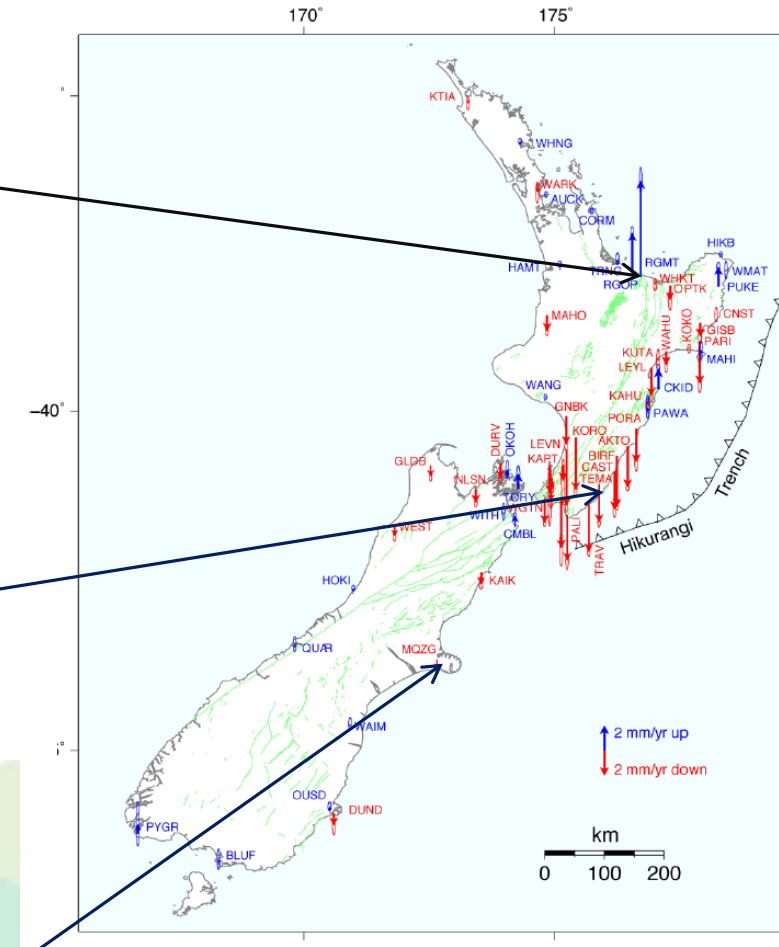 170°
175°
KTIA
WHNG
WARK
AUCK
CORM
HIKB
HAMT
TRNG
RGMT
WMAT
RGOP
WHKT
OPTK
PUKE
MAHO
CNST
WAHU
KOKO
GISB
PARI
KUTA
MAHI
LEYL
WANG
CKID
KAHU
−40°
GNBK
PAWA
PORA
DURV
OKOH
KORO
AKTO
LEVN
GLDB
KAPT
BIRF
CAST
NLSN
TEMA
TORY
WITH
WGTN
WEST
CMBL
PALI
TRAV
Hikurangi
Trench
HOKI
KAIK
QUAR
MQZG
WAIM
2 mm/yr up
2 mm/yr down
OUSD
DUND
PYGR
BLUF
km
0 100 200